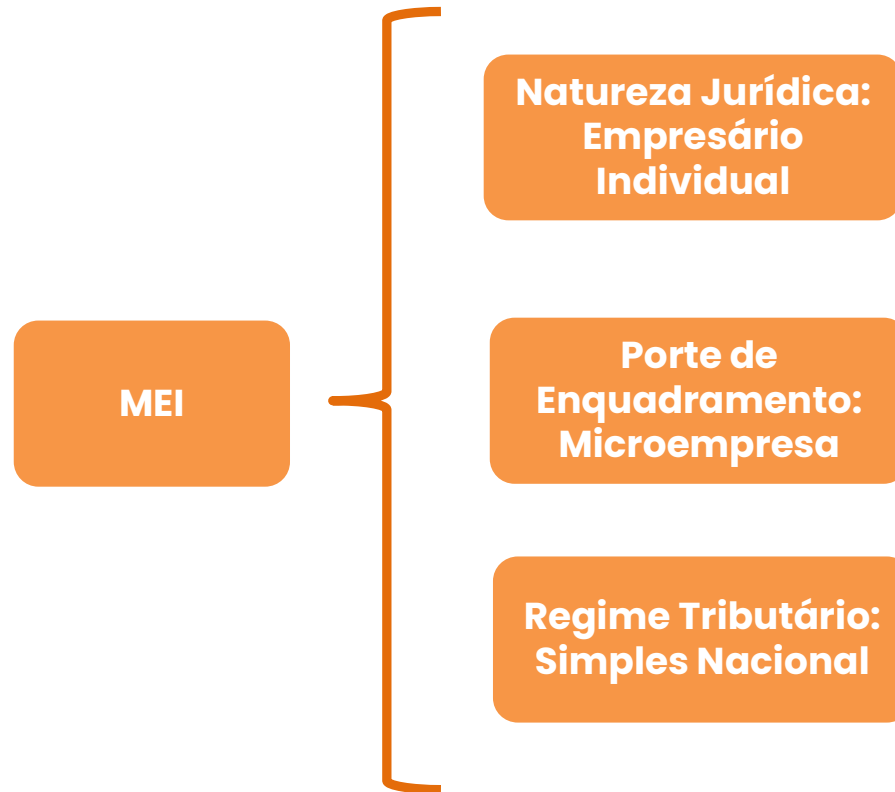 Natureza Jurídica:
Empresário
Individual
MEI
Porte de
Enquadramento:
Microempresa
Regime Tributário:
Simples Nacional